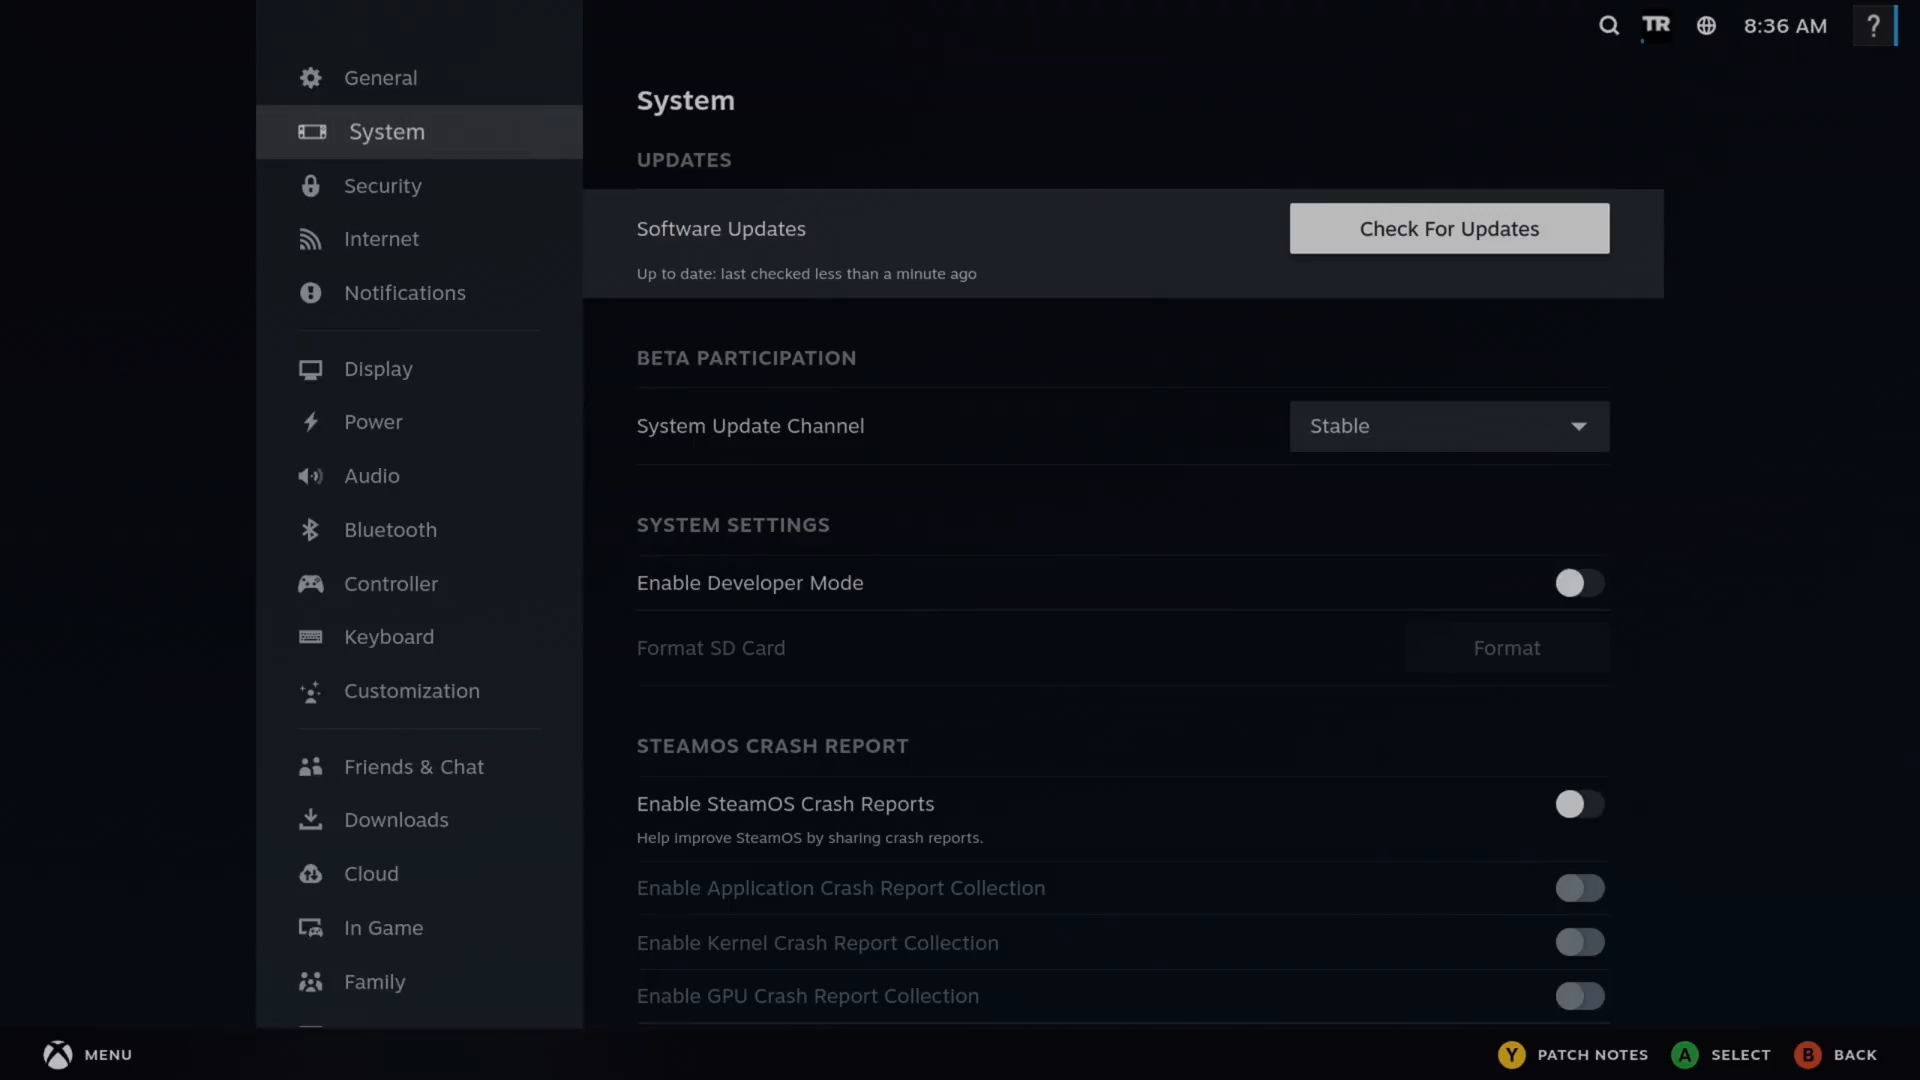 TR
8:36 AM
?
General
System
Security
Internet
Notifications
Display
Power
Audio
Bluetooth
Controller
Keyboard
Customization
Friends & Chat
Downloads
Cloud
In Game
Family
System
UPDATES
Software Updates
Check For Updates
Up to date: last checked less than a minute ago
BETA PARTICIPATION
System Update Channel
Stable
SYSTEM SETTINGS
Enable Developer Mode
Format SD Card
Format
STEAMOS CRASH REPORT
Enable SteamOS Crash Reports
Help improve SteamOS by sharing crash reports.
Enable Application Crash Report Collection
Enable Kernel Crash Report Collection
Enable GPU Crash Report Collection
MENU
Y PATCH NOTES
A SELECT
B BACK